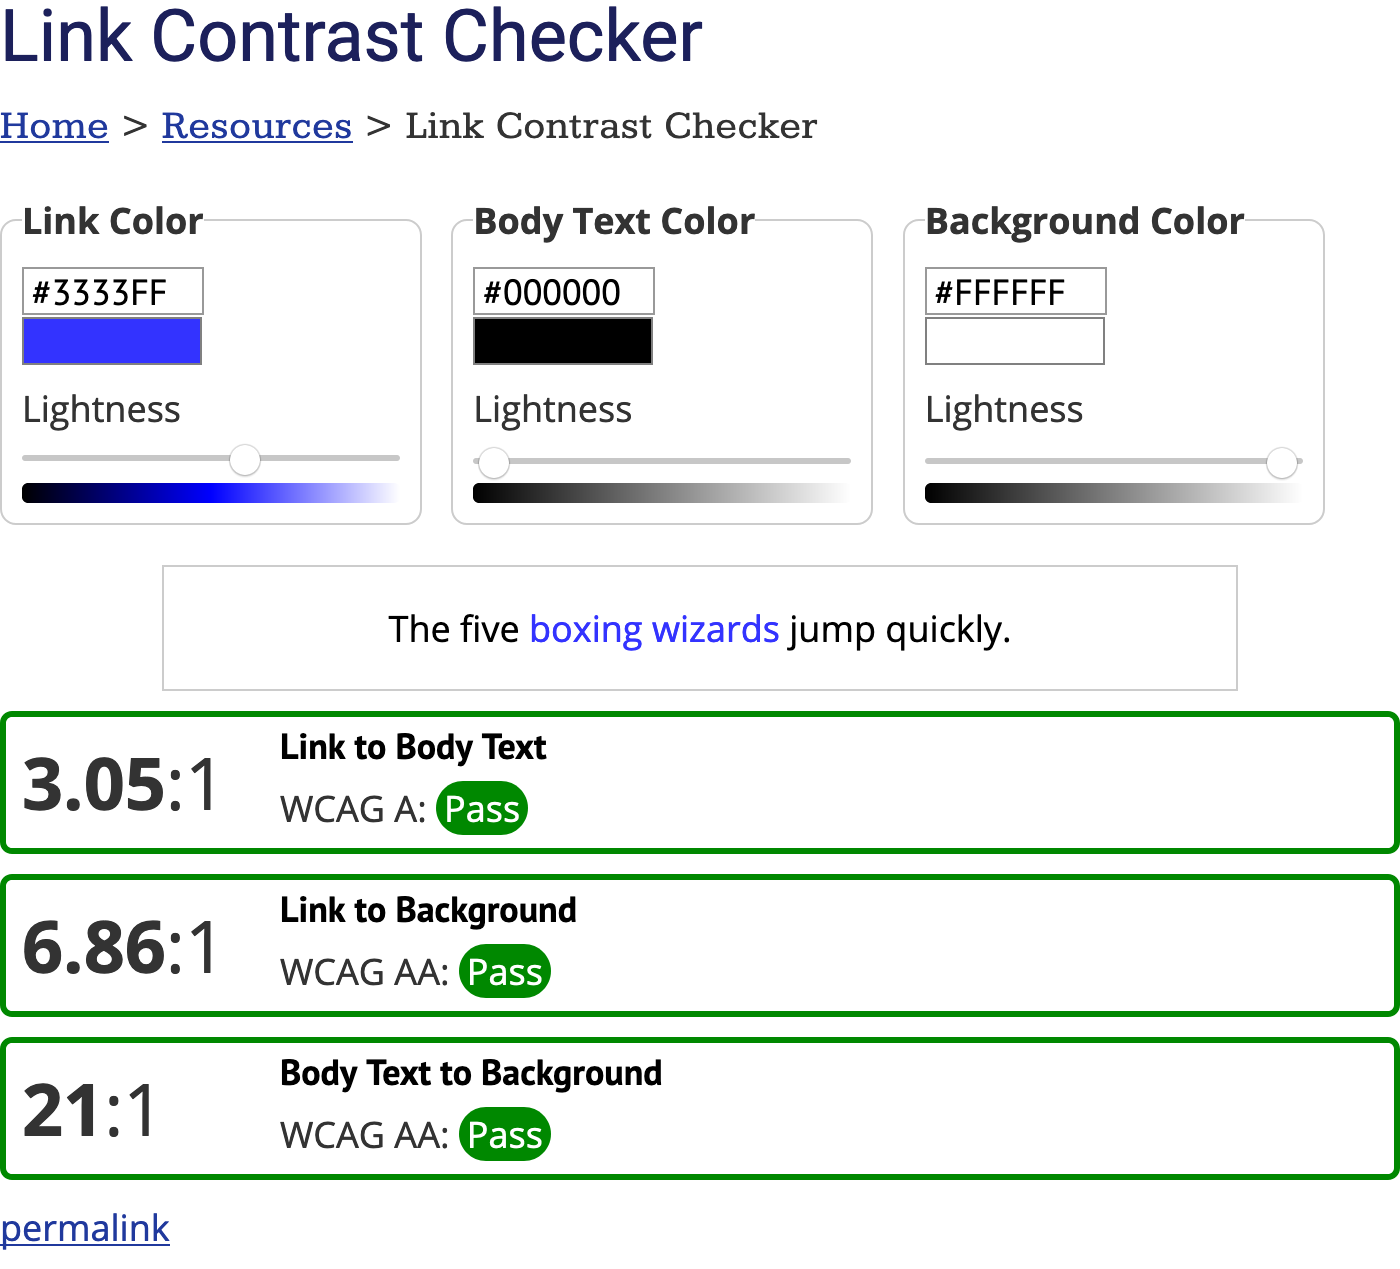 Link Contrast Checker
Home > Resources > Link Contrast Checker
Link Color
#3333FF
Lightness
Body Text Color
#000000
Lightness
Background Color
#FFFFFF
Lightness
The five boxing wizards jump quickly.
3.05:1
Link to Body Text
WCAG A: Pass
6.86:1
Link to Background
WCAG AA: Pass
21:1
Body Text to Background
WCAG AA: Pass
permalink